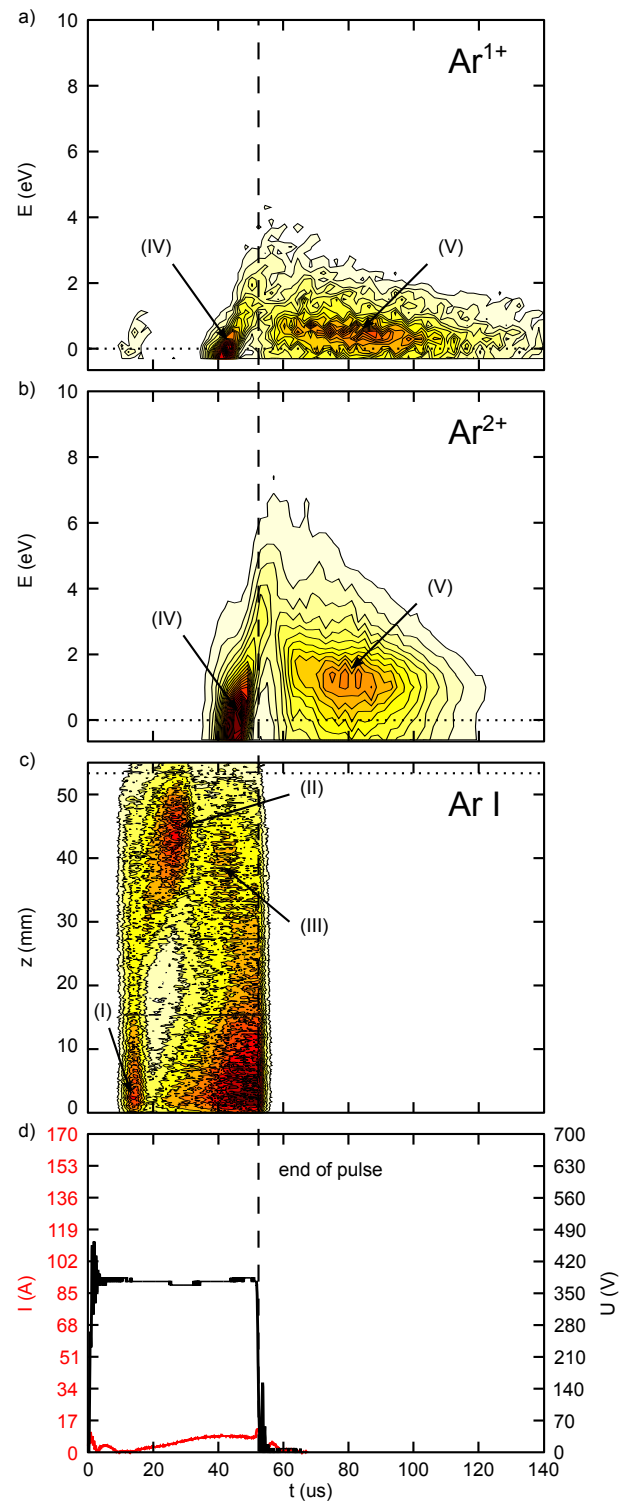 a)
10
8
6
4
2
0
E (eV)
Ar1+
(IV)
(V)
b)
10
8
6
4
2
0
E (eV)
Ar2+
(IV)
(V)
c)
50
40
30
20
10
0
z (mm)
Ar I
(II)
(III)
(I)
d)
170
153
136
119
102
85
68
51
34
17
0
I (A)
end of pulse
700
630
560
490
420
350
280
210
140
70
0
U (V)
0 20 40 60 80 100 120 140
t (us)